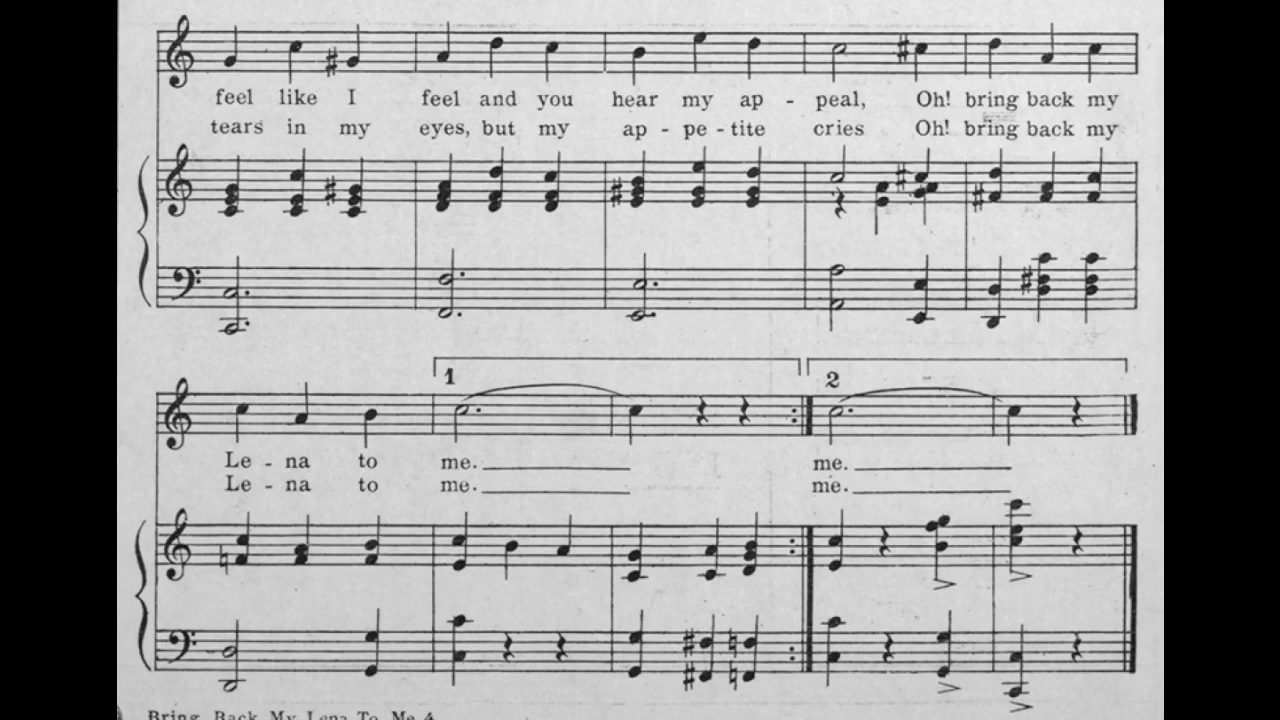 feel like I feel and you hear my ap - peal, Oh! bring back my
tears in my eyes, but my ap - pe - tite cries Oh! bring back my
1 2
Le - na to me. me.
Le - na to me. me.
Bring Back My Lena To Me 4